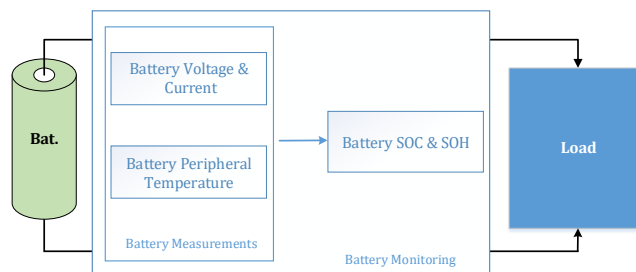 Bat.
Battery Voltage &
Current
Battery Peripheral
Temperature
Battery Measurements
Battery SOC & SOH
Battery Monitoring
Load